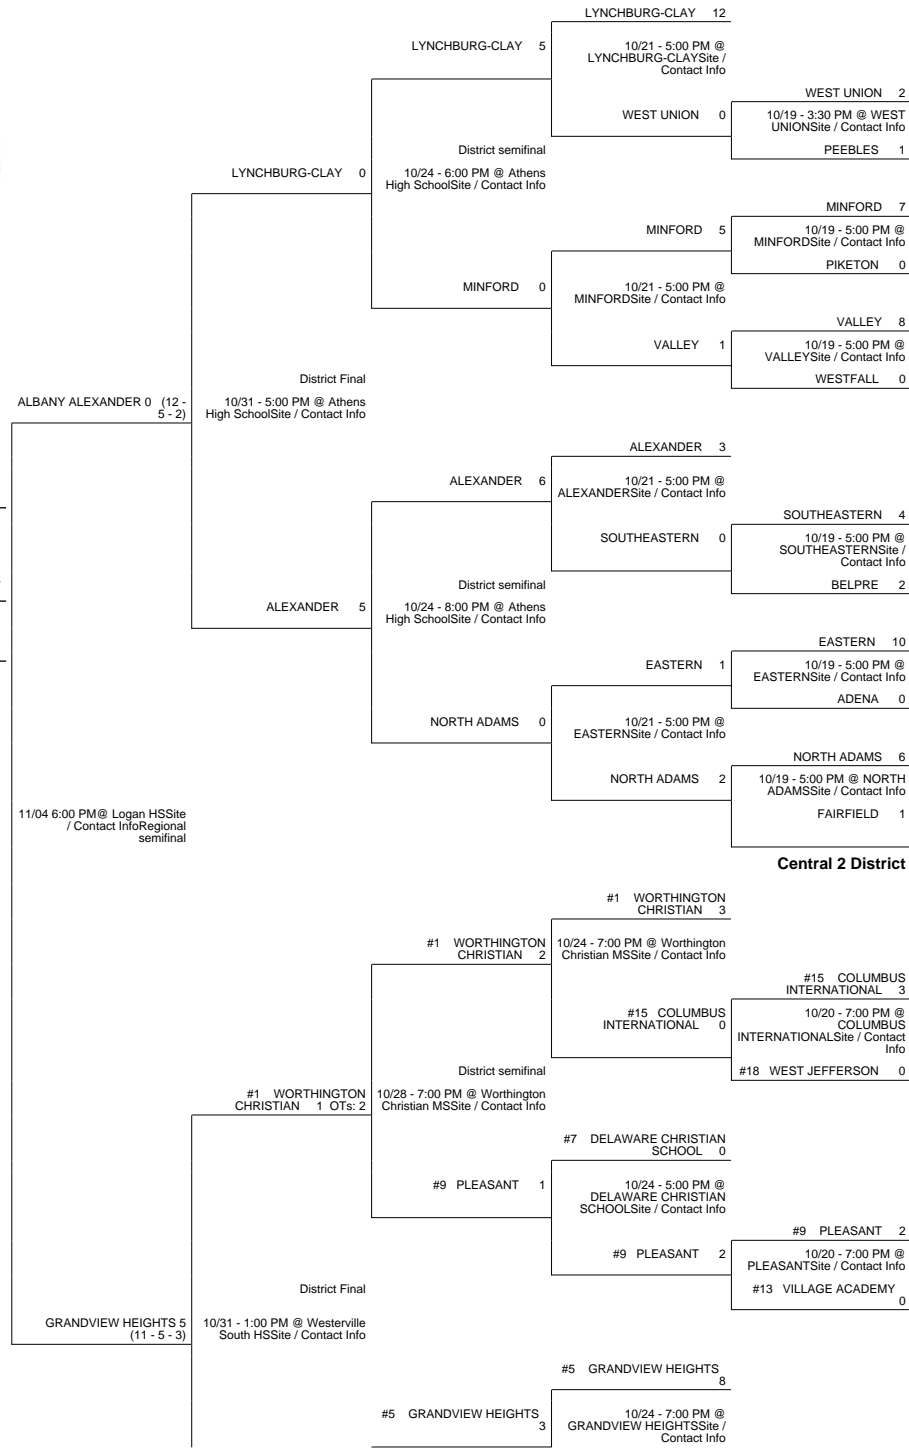 LYNCHBURG-CLAY 12
LYNCHBURG-CLAY 5
10/21 - 5:00 PM @
LYNCHBURG-CLAYSite /
Contact Info
WEST UNION 2
WEST UNION 0
10/19 - 3:30 PM @ WEST
UNIONSite / Contact Info
PEEBLES 1
District semifinal
10/24 - 6:00 PM @ Athens
High SchoolSite / Contact Info
LYNCHBURG-CLAY 0
MINFORD 7
MINFORD 5
10/19 - 5:00 PM @
MINFORDSite / Contact Info
PIKETON 0
MINFORD 0
10/21 - 5:00 PM @
MINFORDSite / Contact Info
VALLEY 8
VALLEY 1
10/19 - 5:00 PM @
VALLEYSite / Contact Info
WESTFALL 0
District Final
10/31 - 5:00 PM @ Athens
High SchoolSite / Contact Info
ALBANY ALEXANDER 0 (12 -
5 - 2)
ALEXANDER 3
ALEXANDER 6
10/21 - 5:00 PM @
ALEXANDERSite / Contact Info
SOUTHEASTERN 4
SOUTHEASTERN 0
10/19 - 5:00 PM @
SOUTHEASTERNSite /
Contact Info
BELPRE 2
District semifinal
10/24 - 8:00 PM @ Athens
High SchoolSite / Contact Info
ALEXANDER 5
EASTERN 10
EASTERN 1
10/19 - 5:00 PM @
EASTERNSite / Contact Info
ADENA 0
NORTH ADAMS 0
10/21 - 5:00 PM @
EASTERNSite / Contact Info
NORTH ADAMS 6
NORTH ADAMS 2
10/19 - 5:00 PM @ NORTH
ADAMSSite / Contact Info
FAIRFIELD 1
11/04 6:00 PM@ Logan HSSite
/ Contact InfoRegional
semifinal
Central 2 District
#1 WORTHINGTON
CHRISTIAN 3
#1 WORTHINGTON
CHRISTIAN 2
10/24 - 7:00 PM @ Worthington
Christian MSSite / Contact Info
#15 COLUMBUS
INTERNATIONAL 3
#15 COLUMBUS
INTERNATIONAL 0
10/20 - 7:00 PM @
COLUMBUS
INTERNATIONALSite / Contact
Info
#18 WEST JEFFERSON 0
District semifinal
10/28 - 7:00 PM @ Worthington
Christian MSSite / Contact Info
#1 WORTHINGTON
CHRISTIAN 1 OTs: 2
#7 DELAWARE CHRISTIAN
SCHOOL 0
#9 PLEASANT 1
10/24 - 5:00 PM @
DELAWARE CHRISTIAN
SCHOOLSite / Contact Info
#9 PLEASANT 2
#9 PLEASANT 2
10/20 - 7:00 PM @
PLEASANTSite / Contact Info
#13 VILLAGE ACADEMY
0
District Final
10/31 - 1:00 PM @ Westerville
South HSSite / Contact Info
GRANDVIEW HEIGHTS 5
(11 - 5 - 3)
#5 GRANDVIEW HEIGHTS
8
#5 GRANDVIEW HEIGHTS
3
10/24 - 7:00 PM @
GRANDVIEW HEIGHTSSite /
Contact Info